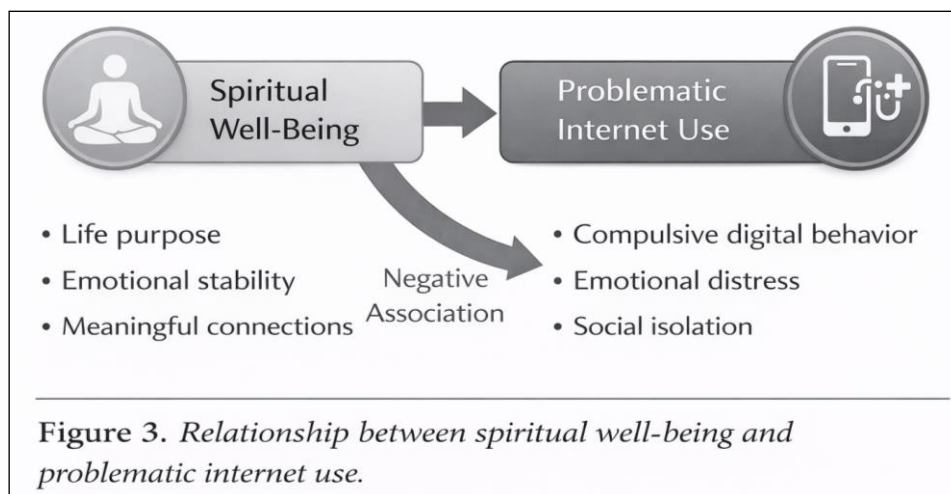 Spiritual
Well-Being
Problematic
Internet Use
• Life purpose
• Emotional stability
• Meaningful connections
Negative
Association
• Compulsive digital behavior
• Emotional distress
• Social isolation
Figure 3. Relationship between spiritual well-being and
problematic internet use.